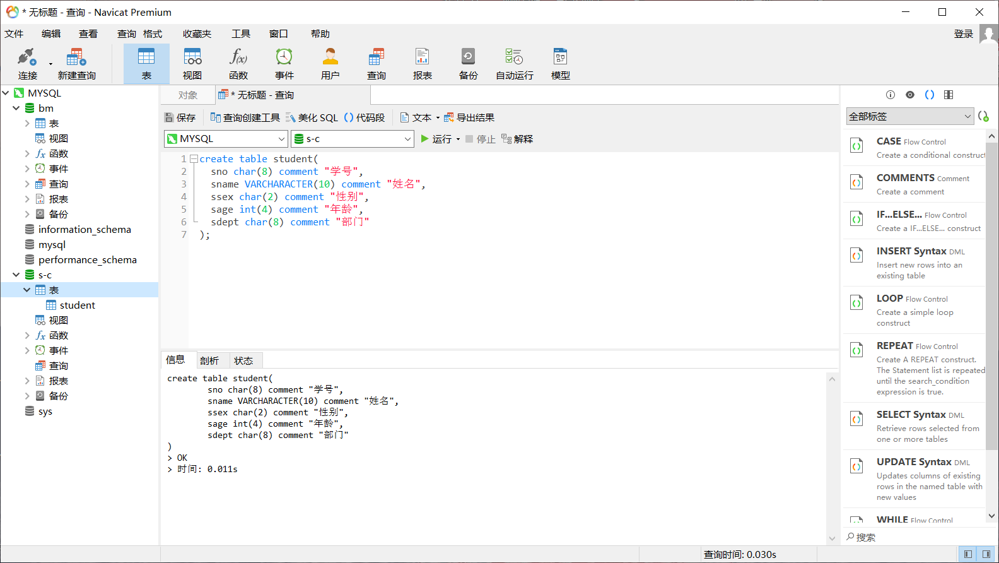 * 无标题 - 查询 - Navicat Premium
文件 编辑 查看 查询 格式 收藏夹 工具 窗口 帮助 登录
连接 新建查询 表 视图 函数 事件 用户 查询 报表 备份 自动运行 模型
MYSQL
bm
表
视图
函数
事件
查询
报表
备份
information_schema
mysql
performance_schema
s-c
表
student
视图
函数
事件
查询
报表
备份
sys
对象 * 无标题 - 查询
保存 查询创建工具 美化 SQL () 代码段 文本 导出结果
MYSQL s-c 运行 停止 解释
1 create table student(
2 sno char(8) comment "学号",
3 sname VARCHARACTER(10) comment "姓名",
4 ssex char(2) comment "性别",
5 sage int(4) comment "年龄",
6 sdept char(8) comment "部门"
7 );
信息 剖析 状态
create table student(
sno char(8) comment "学号",
sname VARCHARACTER(10) comment "姓名",
ssex char(2) comment "性别",
sage int(4) comment "年龄",
sdept char(8) comment "部门"
)
> OK
> 时间: 0.011s
全部标签
CASE Flow Control
Create a conditional construct
COMMENTS Comment
Create a comment
IF...ELSE... Flow Control
Create a IF...ELSE... construct
INSERT Syntax DML
Insert new rows into an
existing table
LOOP Flow Control
Create a simple loop
construct
REPEAT Flow Control
Create A REPEAT construct.
The Statement list is repeated
until the search_condition
expression is true.
SELECT Syntax DML
Retrieve rows selected from
one or more tables
UPDATE Syntax DML
Updates columns of existing
rows in the named table with
new values
WHILE Flow Control
搜索
查询时间: 0.030s